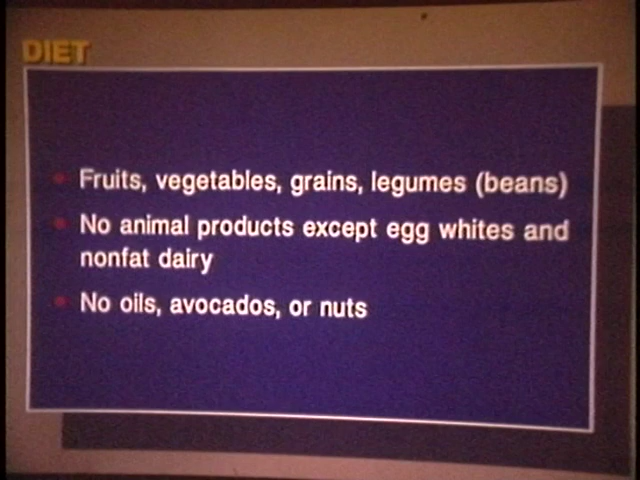 DIET
Fruits, vegetables, grains, legumes (beans)
No animal products except egg whites and
nonfat dairy
No oils, avocados, or nuts